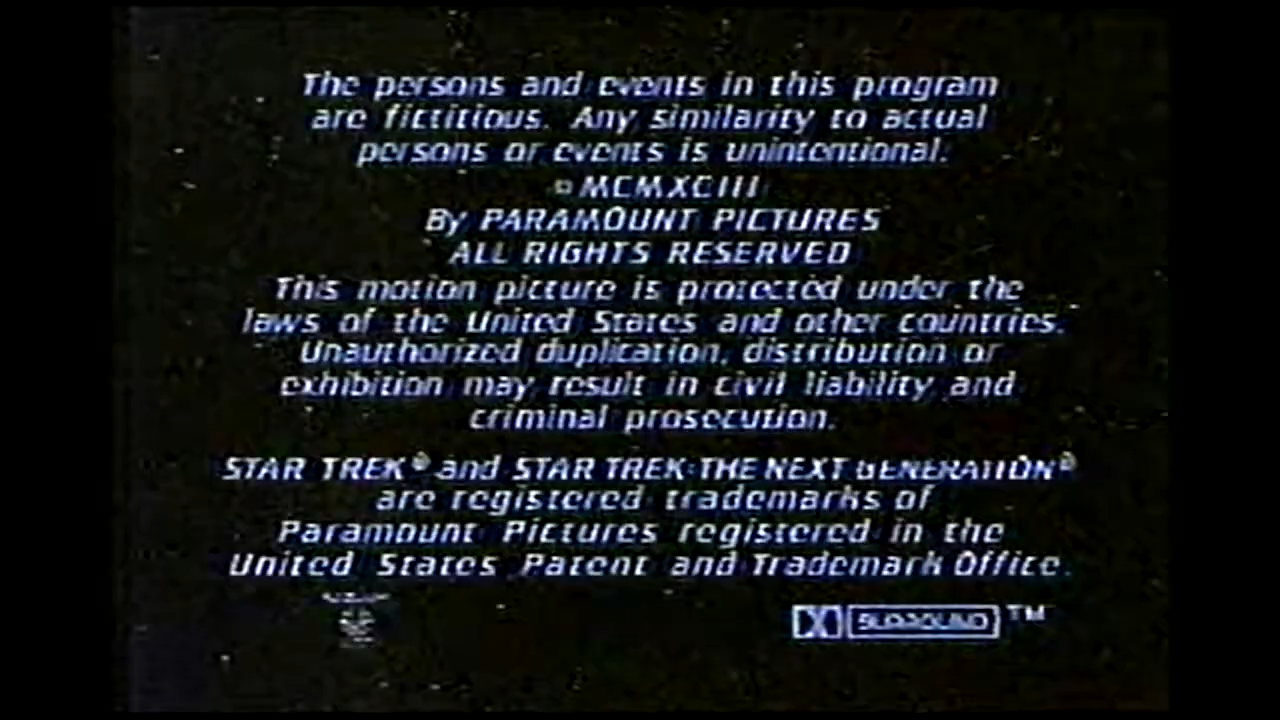 The persons and events in this program
are fictitious. Any similarity to actual
persons or events is unintentional.
© MCMXCIII
By PARAMOUNT PICTURES
ALL RIGHTS RESERVED
This motion picture is protected under the
laws of the United States and other countries.
Unauthorized duplication, distribution or
exhibition may result in civil liability and
criminal prosecution.
STAR TREK® and STAR TREK:THE NEXT GENERATION®
are registered trademarks of
Paramount Pictures registered in the
United States Patent and Trademark Office.
SURROUND ™